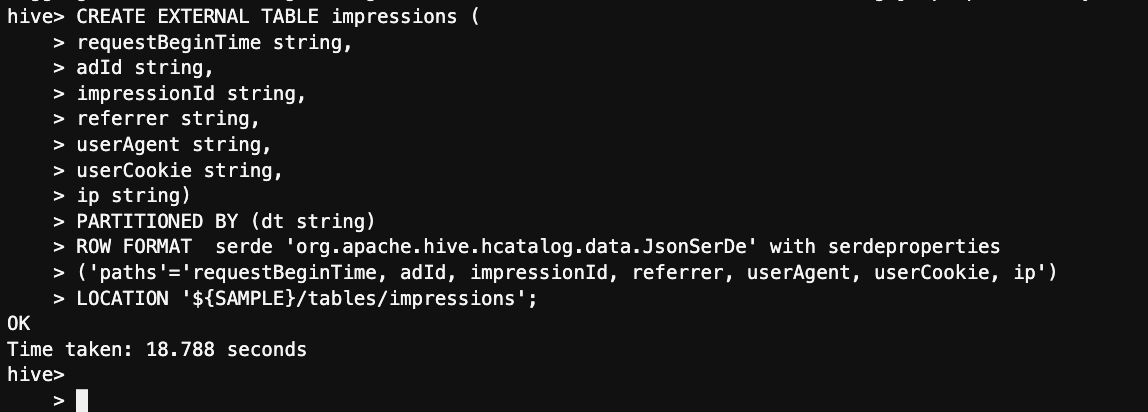 hive> CREATE EXTERNAL TABLE impressions (
    > requestBeginTime string,
    > adId string,
    > impressionId string,
    > referrer string,
    > userAgent string,
    > userCookie string,
    > ip string)
    > PARTITIONED BY (dt string)
    > ROW FORMAT  serde 'org.apache.hive.hcatalog.data.JsonSerDe' with serdeproperties
    > ('paths'='requestBeginTime, adId, impressionId, referrer, userAgent, userCookie, ip')
    > LOCATION '${SAMPLE}/tables/impressions';
OK
Time taken: 18.788 seconds
hive>
    >